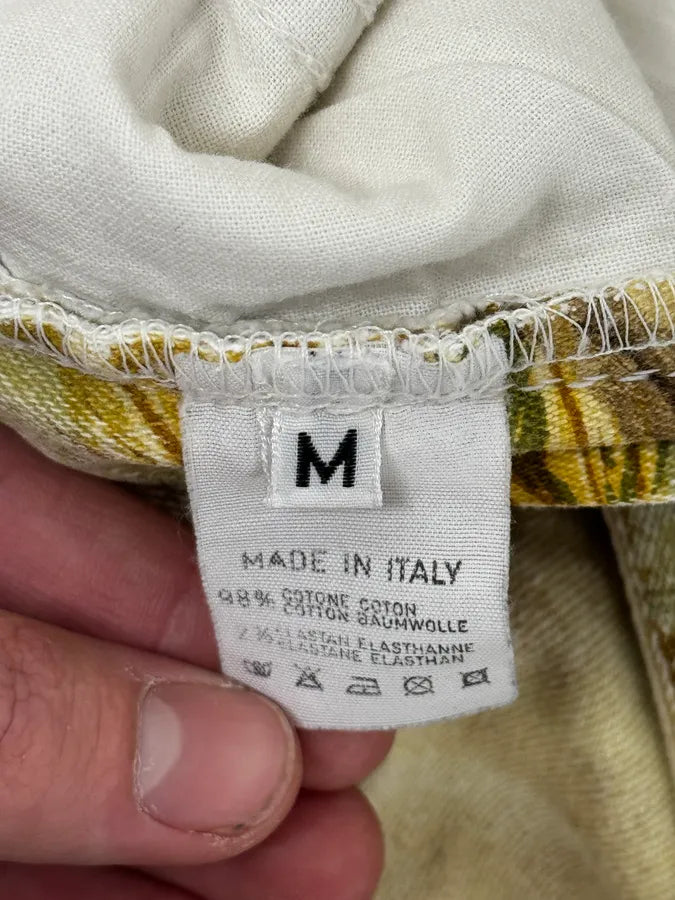 M
MADE IN ITALY
98% COTONE COTON
COTTON BAUMWOLLE
2% ELASTAN ELASTHANNE
ELASTANE ELASTHAN